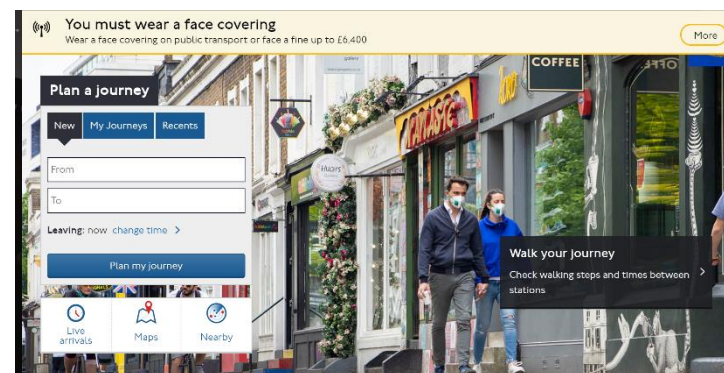 You must wear a face covering
Wear a face covering on public transport or face a fine up to £6,400
More
Plan a journey
New
My Journeys
Recents
From
To
Leaving: now change time
Plan my journey
Live
arrivals
Maps
Nearby
COFFEE
NAMASTE
Walk your journey
Check walking steps and times between
stations